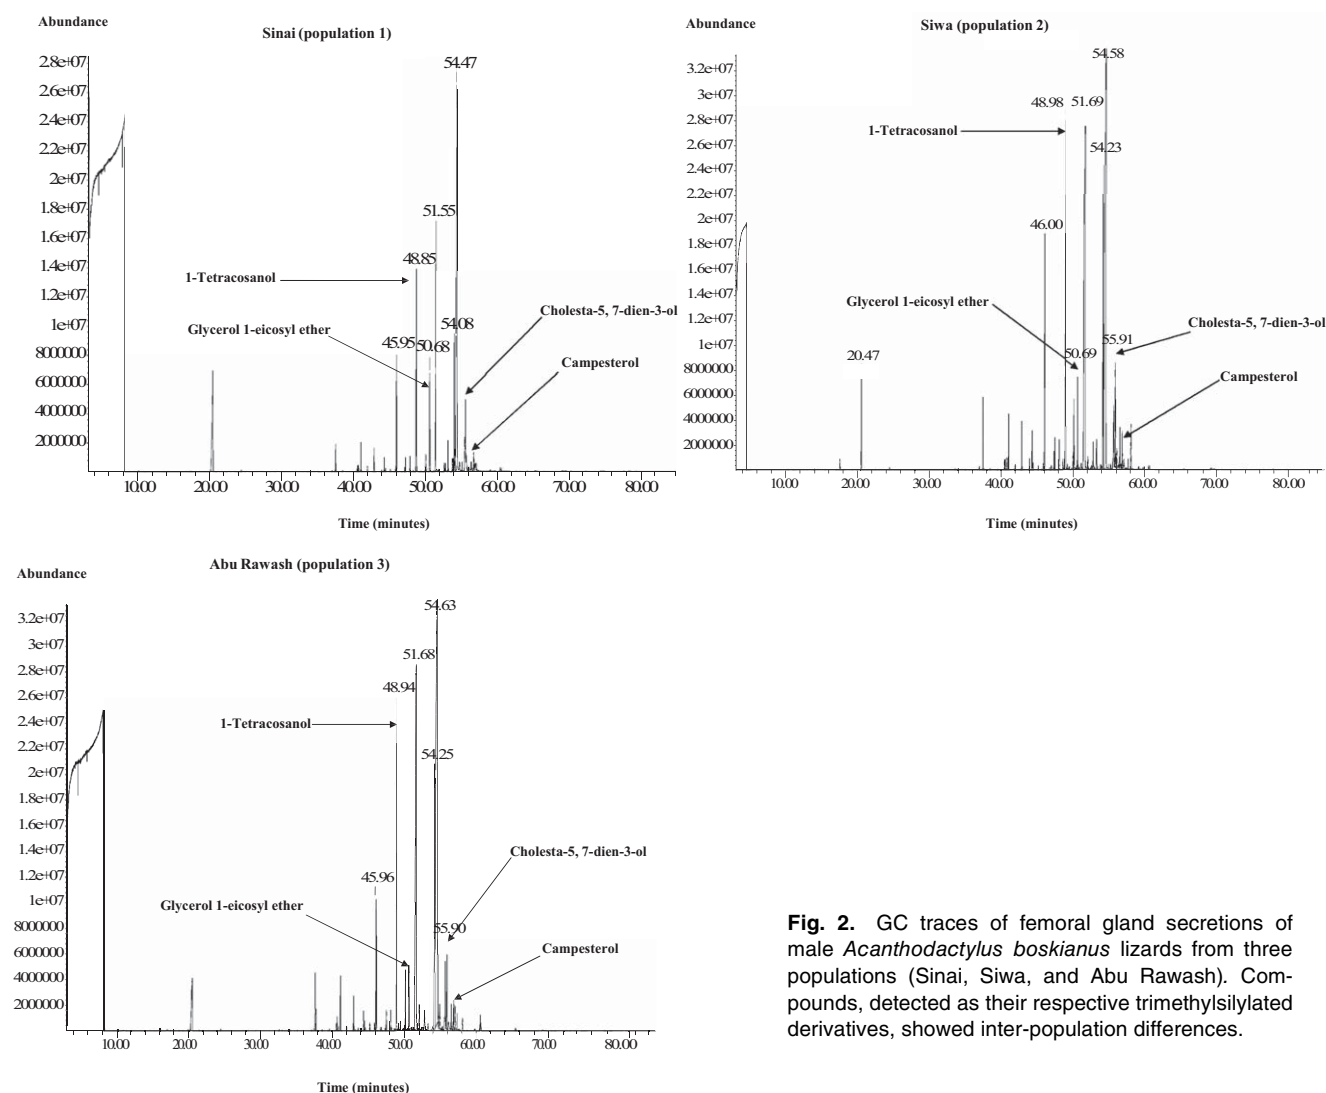 Abundance
Sinai (population 1)
2.8e+07
54.47
2.6e+07
2.4e+07
2.2e+07
2e+07
1.8e+07
51.55
1.6e+07
1.4e+07
48.85
1-Tetracosanol
1.2e+07
Cholesta-5, 7-dien-3-ol
1e+07
54.08
Glycerol 1-eicosyl ether
8000000
45.95
50.68
Campesterol
6000000
4000000
2000000
10.00 20.00 30.00 40.00 50.00 60.00 70.00 80.00
Time (minutes)
Abundance
Siwa (population 2)
54.58
3.2e+07
3e+07
48.98
51.69
2.8e+07
1-Tetracosanol
2.6e+07
54.23
2.4e+07
2.2e+07
2e+07
46.00
1.8e+07
1.6e+07
1.4e+07
Glycerol 1-eicosyl ether
1.2e+07
Cholesta-5, 7-dien-3-ol
1e+07
55.91
20.47
50.69
8000000
Campesterol
6000000
4000000
2000000
10.00 20.00 30.00 40.00 50.00 60.00 70.00 80.00
Time (minutes)
Abu Rawash (population 3)
Abundance
54.63
3.2e+07
3e+07
51.68
2.8e+07
48.94
2.6e+07
2.4e+07
1-Tetracosanol
2.2e+07
54.25
2e+07
1.8e+07
1.6e+07
1.4e+07
Cholesta-5, 7-dien-3-ol
1.2e+07
45.96
1e+07
Glycerol 1-eicosyl ether
8000000
55.90
Campesterol
6000000
4000000
2000000
10.00 20.00 30.00 40.00 50.00 60.00 70.00 80.00
Time (minutes)
Fig. 2. GC traces of femoral gland secretions of
male Acanthodactylus boskianus lizards from three
populations (Sinai, Siwa, and Abu Rawash). Com-
pounds, detected as their respective trimethylsilylated
derivatives, showed inter-population differences.